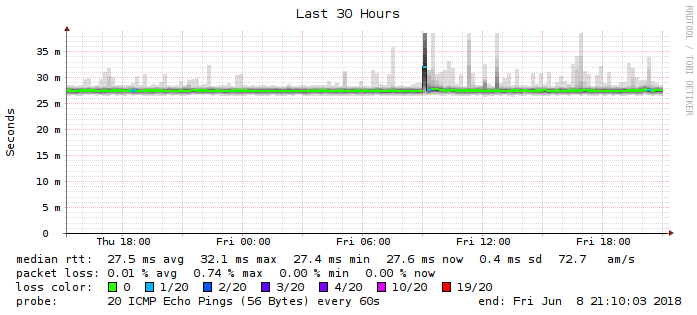 Last 30 Hours
RRDTOOL / TOBI OETIKER
Seconds
35 m
30 m
25 m
20 m
15 m
10 m
5 m
0
Thu 18:00 Fri 00:00 Fri 06:00 Fri 12:00 Fri 18:00
median rtt: 27.5 ms avg 32.1 ms max 27.4 ms min 27.6 ms now 0.4 ms sd 72.7 am/s
packet loss: 0.01 % avg 0.74 % max 0.00 % min 0.00 % now
loss color: 0 1/20 2/20 3/20 4/20 10/20 19/20
probe: 20 ICMP Echo Pings (56 Bytes) every 60s end: Fri Jun 8 21:10:03 2018